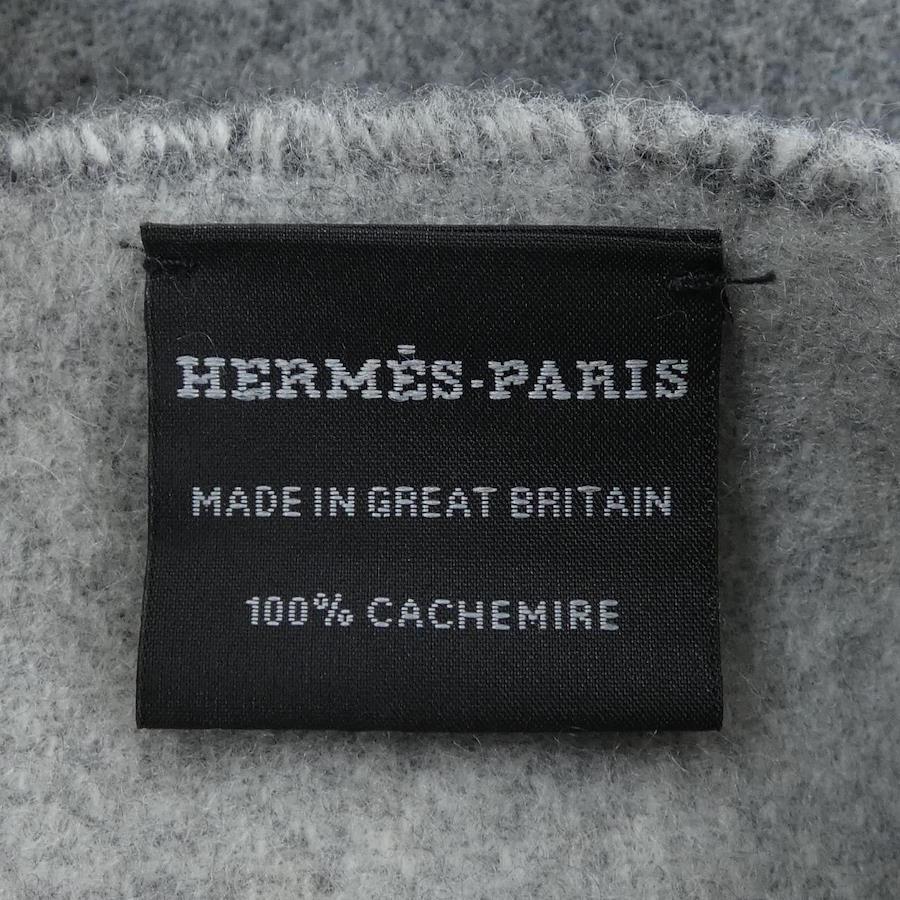 HERMÈS-PARIS
MADE IN GREAT BRITAIN
100% CACHEMIRE